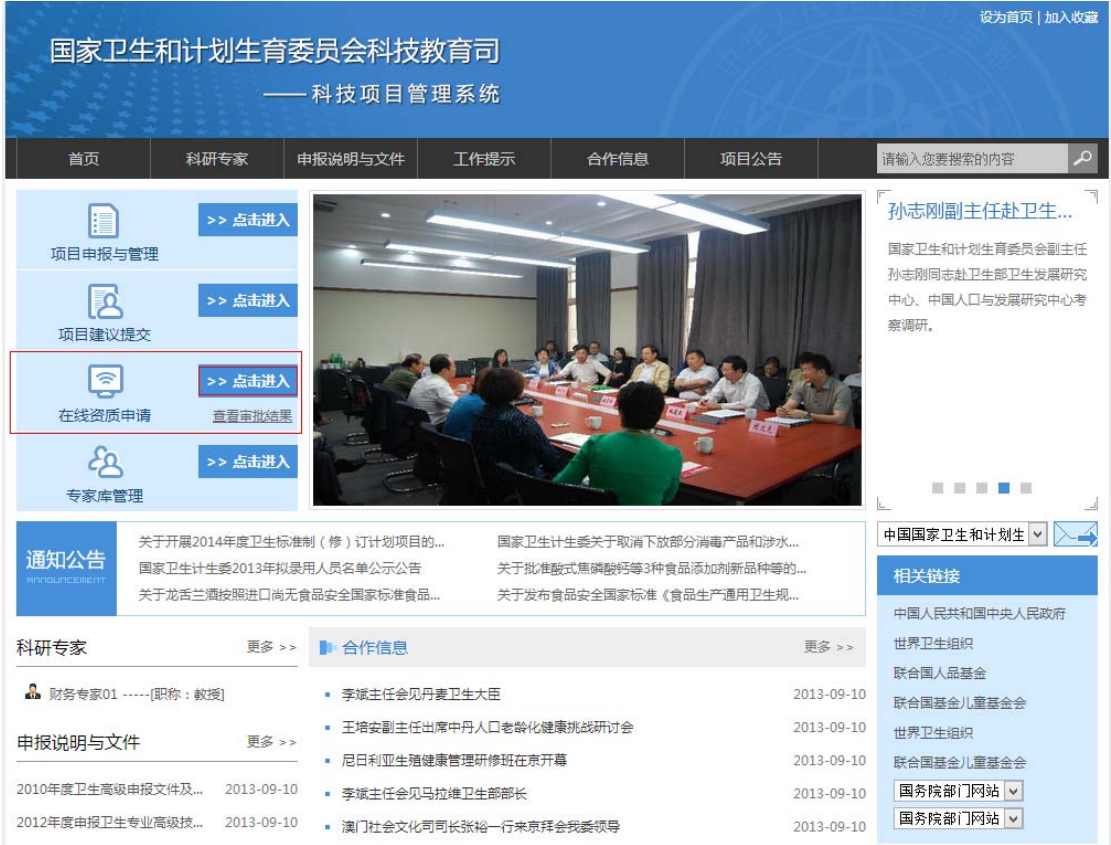 设为首页 | 加入收藏
国家卫生和计划生育委员会科技教育司
——科技项目管理系统
首页 科研专家 申报说明与文件 工作提示 合作信息 项目公告 请输入您要搜索的内容
>> 点击进入
项目申报与管理
>> 点击进入
项目建议提交
>> 点击进入
在线资质申请 查看审批结果
>> 点击进入
专家库管理
孙志刚副主任赴卫生...
国家卫生和计划生育委员会副主任
孙志刚同志赴卫生部卫生发展研究
中心、中国人口与发展研究中心考
察调研。
中国国家卫生和计划生
通知公告
ANNOUNCEMENT
关于开展2014年度卫生标准制（修）订计划项目的...
国家卫生计生委2013年拟录用人员名单公示公告
关于龙舌兰酒按照进口尚无食品安全国家标准食品...
国家卫生计生委关于取消下放部分消毒产品和涉水...
关于批准酸式焦磷酸钙等3种食品添加剂新品种等的...
关于发布食品安全国家标准《食品生产通用卫生规...
科研专家 更多 >>
财务专家01 -----[职称：教授]
申报说明与文件 更多 >>
2010年度卫生高级申报文件及... 2013-09-10
2012年度申报卫生专业高级技... 2013-09-10
合作信息 更多 >>
李斌主任会见丹麦卫生大臣 2013-09-10
王培安副主任出席中丹人口老龄化健康挑战研讨会 2013-09-10
尼日利亚生殖健康管理研修班在京开幕 2013-09-10
李斌主任会见马拉维卫生部部长 2013-09-10
澳门社会文化司司长张裕一行来京拜会我委领导 2013-09-10
相关链接
中国人民共和国中央人民政府
世界卫生组织
联合国人品基金
联合国基金儿童基金会
世界卫生组织
联合国基金儿童基金会
国务院部门网站
国务院部门网站